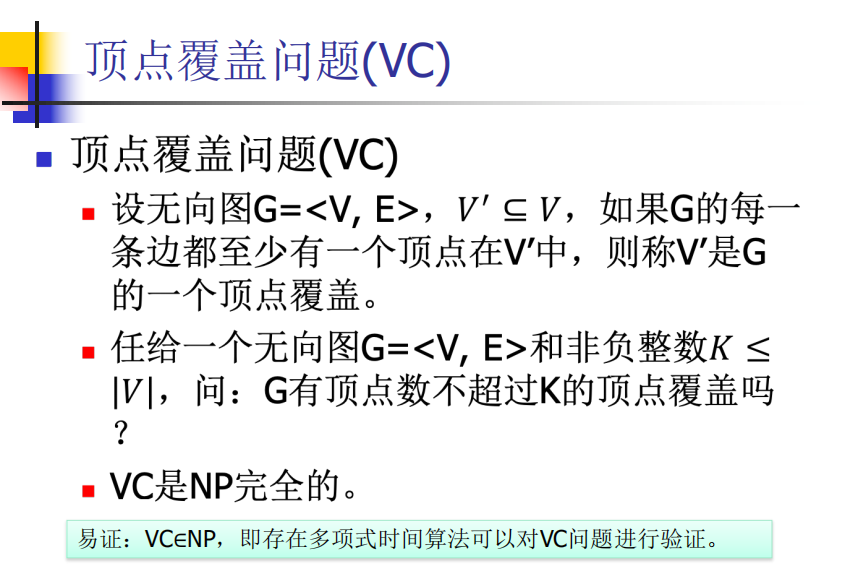 顶点覆盖问题(VC)
顶点覆盖问题(VC)
设无向图G=<V, E>，𝑉′ ⊆ 𝑉，如果G的每一
条边都至少有一个顶点在V’中，则称V’是G
的一个顶点覆盖。
任给一个无向图G=<V, E>和非负整数𝐾 ≤
|𝑉|，问：G有顶点数不超过K的顶点覆盖吗
？
VC是NP完全的。
易证：VC∈NP，即存在多项式时间算法可以对VC问题进行验证。